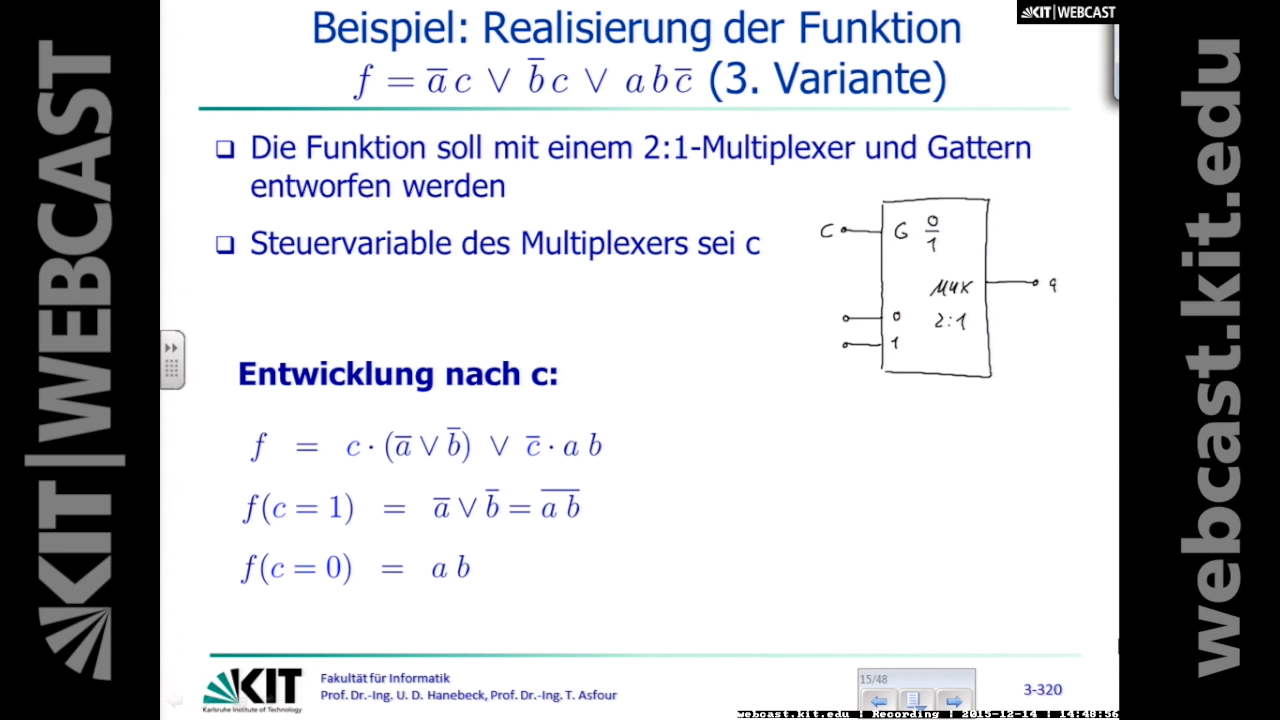 KIT|WEBCAST
Beispiel: Realisierung der Funktion
f = a̅ c ∨ b̅ c ∨ a b c̅ (3. Variante)
❑ Die Funktion soll mit einem 2:1-Multiplexer und Gattern
entworfen werden
❑ Steuervariable des Multiplexers sei c
C G 0
1
MUX q
0 2:1
1
Entwicklung nach c:
f = c · (a̅ ∨ b̅) ∨ c̅ · a b
f(c = 1) = a̅ ∨ b̅ = a̅ b̅
f(c = 0) = a b
KIT
Karlsruhe Institute of Technology
Fakultät für Informatik
Prof. Dr.-Ing. U. D. Hanebeck, Prof. Dr.-Ing. T. Asfour
15/48
3-320
webcast.kit.edu | Recording | 2015-12-14 | 14:48:56
KIT|WEBCAST
webcast.kit.edu